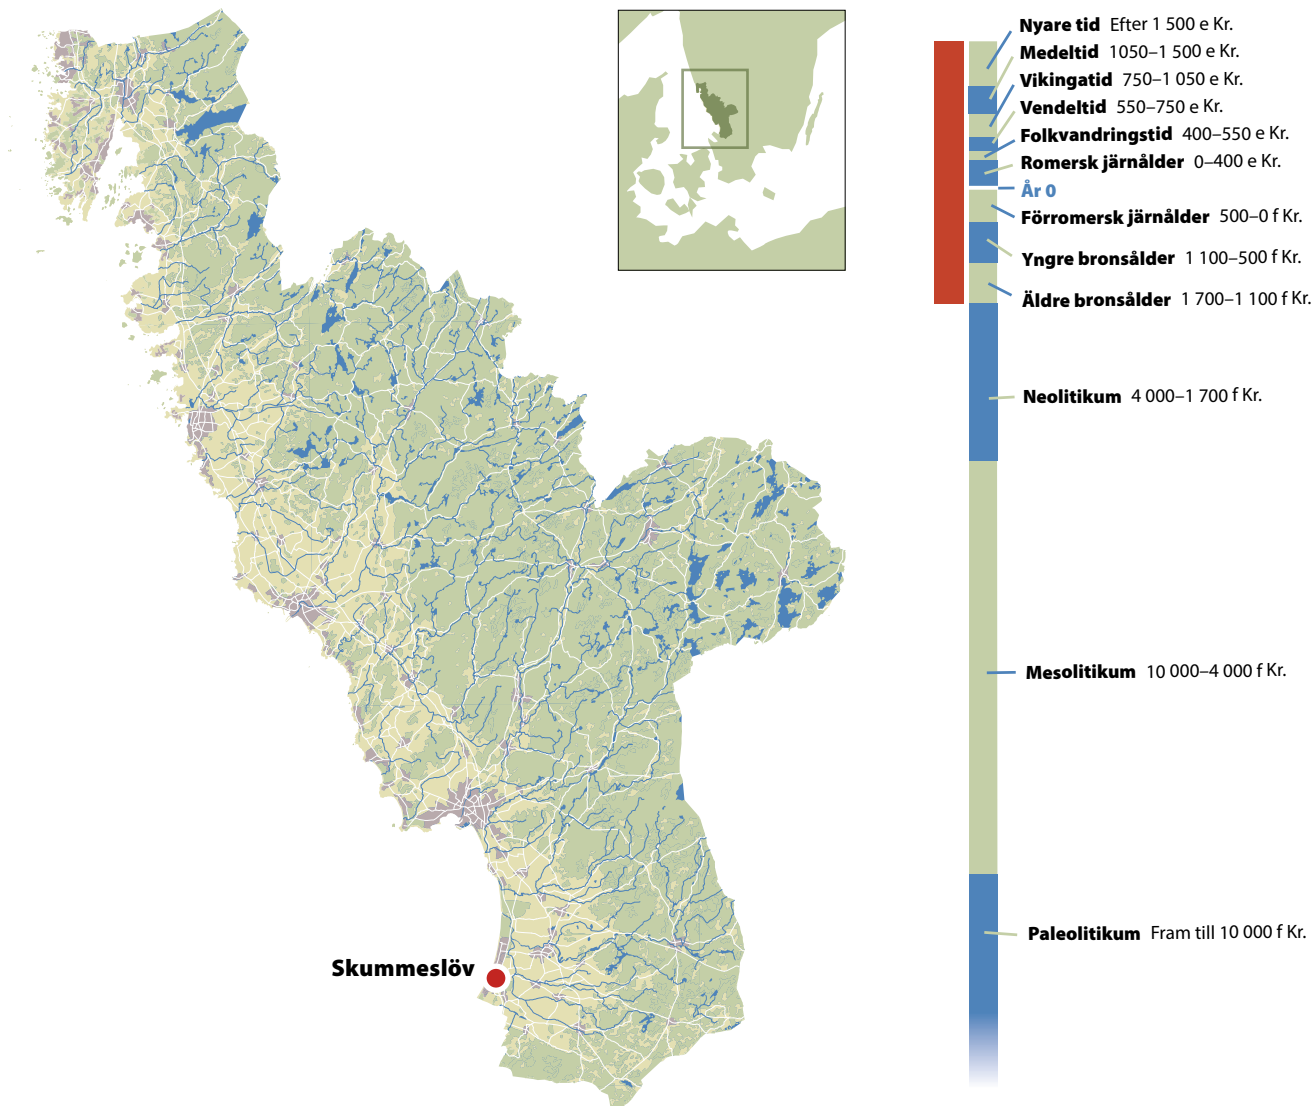 Nyare tid Efter 1 500 e Kr.
Medeltid 1050–1 500 e Kr.
Vikingatid 750–1 050 e Kr.
Vendeltid 550–750 e Kr.
Folkvandringstid 400–550 e Kr.
Romersk järnålder 0–400 e Kr.
År 0
Förromersk järnålder 500–0 f Kr.
Yngre bronsålder 1 100–500 f Kr.
Äldre bronsålder 1 700–1 100 f Kr.
Neolitikum 4 000–1 700 f Kr.
Mesolitikum 10 000–4 000 f Kr.
Paleolitikum Fram till 10 000 f Kr.
Skummeslöv